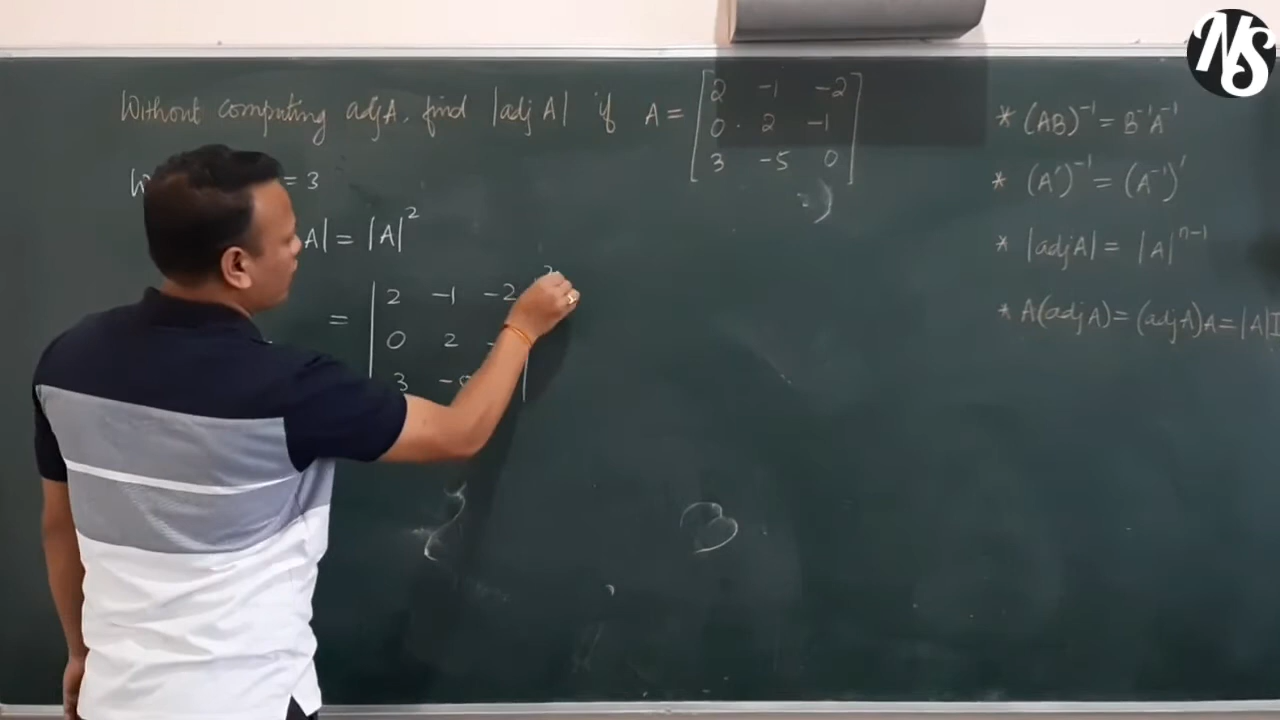 Without computing adjA, find |adj A| if A = [ 2 -1 -2
0 2 -1
3 -5 0 ]
= 3
A| = |A|²
= | 2 -1 -2
0 2
3
* (AB)⁻¹ = B⁻¹A⁻¹
* (A')⁻¹ = (A⁻¹)'
* |adjA| = |A|ⁿ⁻¹
* A(adjA) = (adjA)A = |A|I
NS